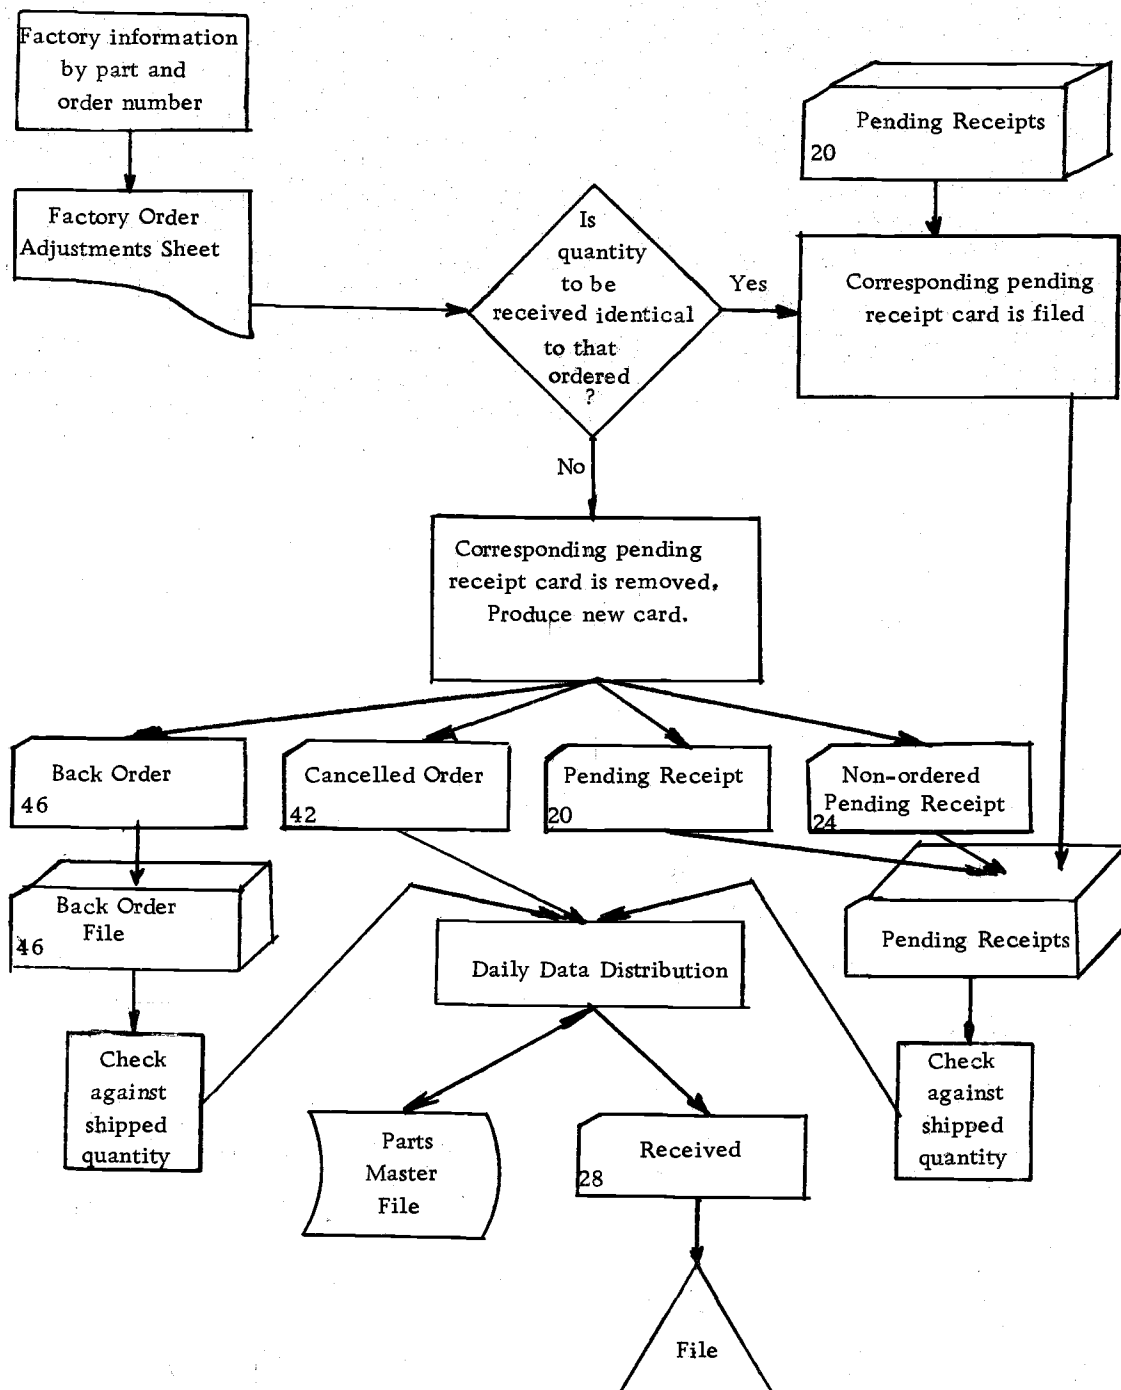 Factory information
by part and
order number
Factory Order
Adjustments Sheet
Is
quantity
to be
received identical
to that
ordered
?
Yes
No
Pending Receipts
20
Corresponding pending
receipt card is filed
Corresponding pending
receipt card is removed.
Produce new card.
Back Order
46
Cancelled Order
42
Pending Receipt
20
Non-ordered
Pending Receipt
24
Back Order
File
46
Daily Data Distribution
Pending Receipts
Check
against
shipped
quantity
Parts
Master
File
Received
28
Check
against
shipped
quantity
File